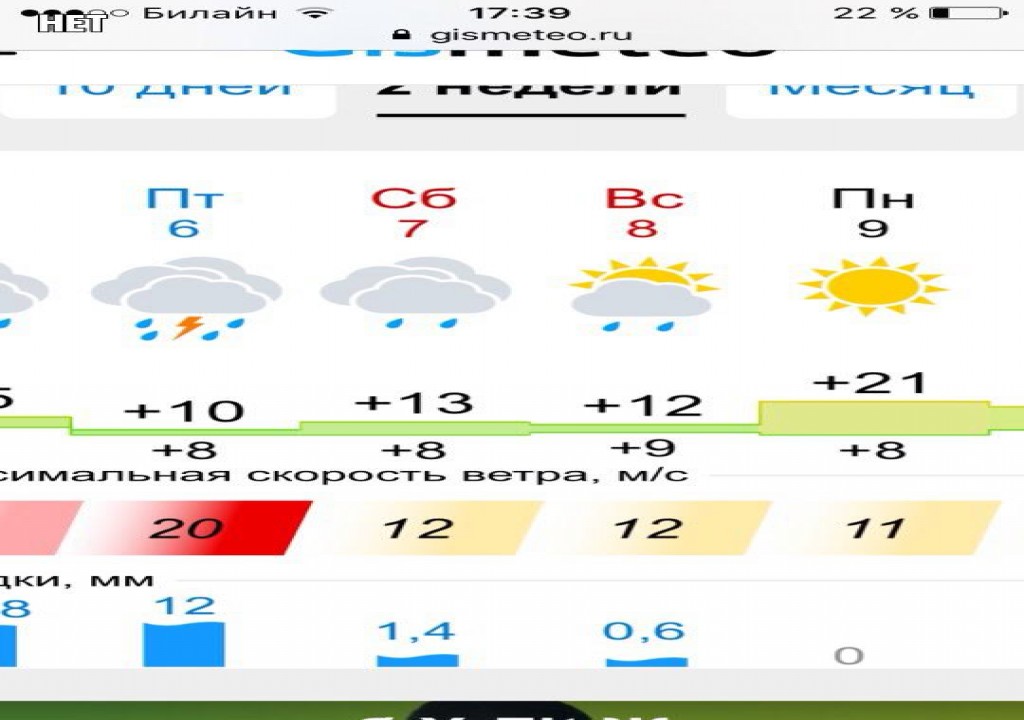 НЕТ Билайн 17:39 22 %
gismeteo.ru
Gismeteo
10 дней 2 недели Месяц
Пт Сб Вс Пн
6 7 8 9
5 +10 +13 +12 +21
+8 +8 +9 +8
симальная скорость ветра, м/с
20 12 12 11
дки, мм
8 12 1,4 0,6 0